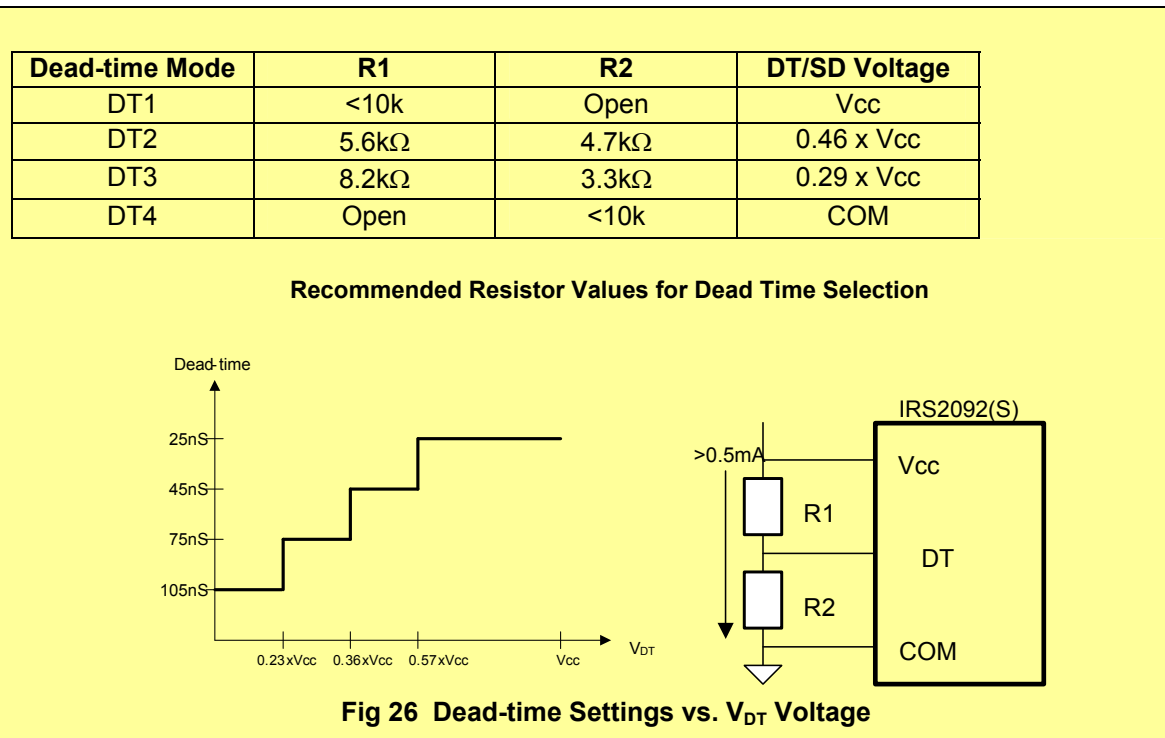 Dead-time Mode R1 R2 DT/SD Voltage
DT1 <10k Open Vcc
DT2 5.6kΩ 4.7kΩ 0.46 x Vcc
DT3 8.2kΩ 3.3kΩ 0.29 x Vcc
DT4 Open <10k COM
Recommended Resistor Values for Dead Time Selection
Dead-time
25nS
45nS
75nS
105nS
0.23xVcc 0.36xVcc 0.57xVcc Vcc
VDT
IRS2092(S)
>0.5mA
Vcc
R1
DT
R2
COM
Fig 26 Dead-time Settings vs. VDT Voltage